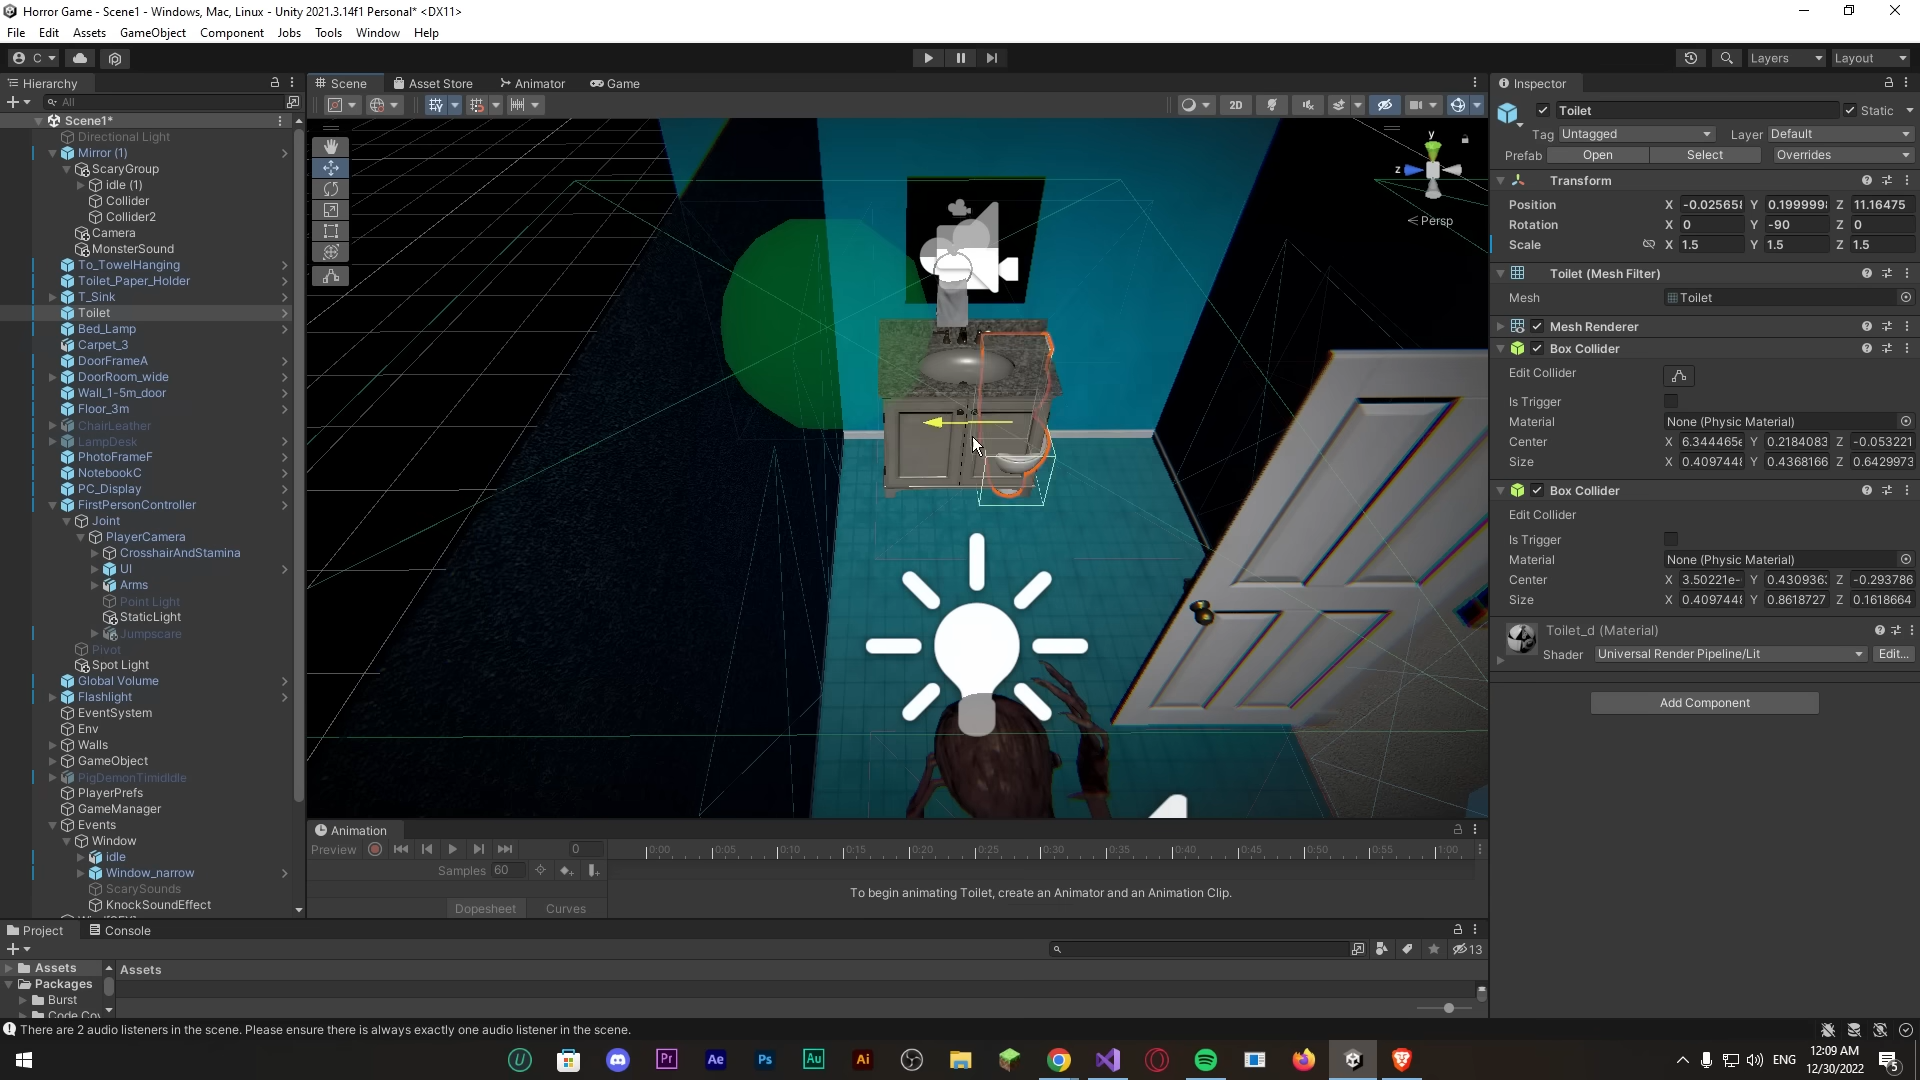 Horror Game - Scene1 - Windows, Mac, Linux - Unity 2021.3.14f1 Personal* <DX11>
File Edit Assets GameObject Component Jobs Tools Window Help
C
Layers Layout
Hierarchy
All
Scene1*
Directional Light
Mirror (1)
ScaryGroup
idle (1)
Collider
Collider2
Camera
MonsterSound
To_TowelHanging
Toilet_Paper_Holder
T_Sink
Toilet
Bed_Lamp
Carpet_3
DoorFrameA
DoorRoom_wide
Wall_1-5m_door
Floor_3m
ChairLeather
LampDesk
PhotoFrameF
NotebookC
PC_Display
FirstPersonController
Joint
PlayerCamera
CrosshairAndStamina
UI
Arms
Point Light
StaticLight
Jumpscare
Pivot
Spot Light
Global Volume
Flashlight
EventSystem
Env
Walls
GameObject
PigDemonTimidIdle
PlayerPrefs
GameManager
Events
Window
idle
Window_narrow
ScarySounds
KnockSoundEffect
Scene Asset Store Animator Game
2D
y
z
Persp
Inspector
Toilet Static
Tag Untagged Layer Default
Prefab Open Select Overrides
Transform
Position X -0.025658 Y 0.199999 Z 11.16475
Rotation X 0 Y -90 Z 0
Scale X 1.5 Y 1.5 Z 1.5
Toilet (Mesh Filter)
Mesh Toilet
Mesh Renderer
Box Collider
Edit Collider
Is Trigger
Material None (Physic Material)
Center X 6.344465e Y 0.2184083 Z -0.053221
Size X 0.4097448 Y 0.4368166 Z 0.6429973
Box Collider
Edit Collider
Is Trigger
Material None (Physic Material)
Center X 3.50221e- Y 0.4309363 Z -0.293786
Size X 0.4097448 Y 0.8618727 Z 0.1618664
Toilet_d (Material)
Shader Universal Render Pipeline/Lit Edit...
Add Component
Animation
Preview 0 0:00 0:05 0:10 0:15 0:20 0:25 0:30 0:35 0:40 0:45 0:50 0:55 1:00
Samples 60
To begin animating Toilet, create an Animator and an Animation Clip.
Dopesheet Curves
Project Console
13
Assets Assets
Packages
Burst
There are 2 audio listeners in the scene. Please ensure there is always exactly one audio listener in the scene.
Pr Ae Ps Au Ai
ENG
12:09 AM
12/30/2022
5